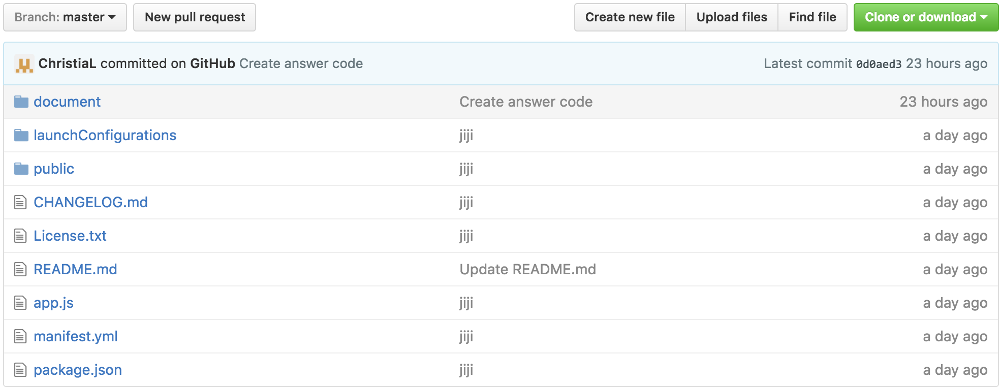 Branch: master New pull request Create new file Upload files Find file Clone or download
ChristiaL committed on GitHub Create answer code Latest commit 0d0aed3 23 hours ago
document Create answer code 23 hours ago
launchConfigurations jiji a day ago
public jiji a day ago
CHANGELOG.md jiji a day ago
License.txt jiji a day ago
README.md Update README.md a day ago
app.js jiji a day ago
manifest.yml jiji a day ago
package.json jiji a day ago